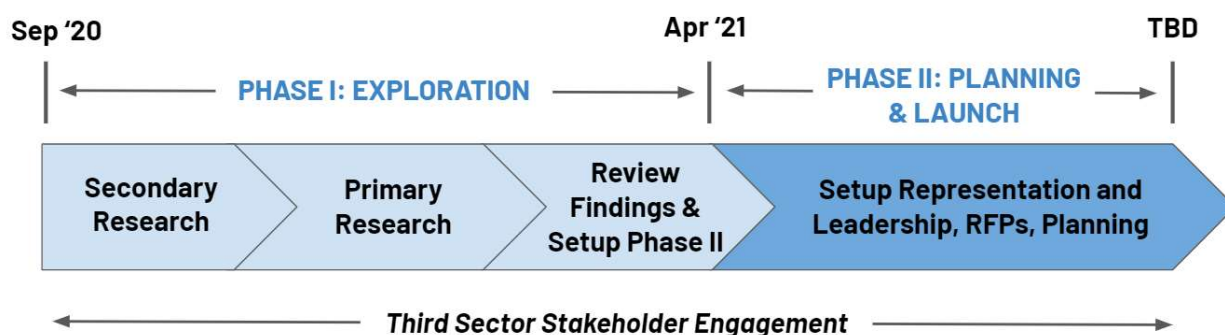 Sep ‘20
Apr ‘21
TBD
PHASE I: EXPLORATION
PHASE II: PLANNING
& LAUNCH
Secondary
Research
Primary
Research
Review
Findings &
Setup Phase II
Setup Representation and
Leadership, RFPs, Planning
Third Sector Stakeholder Engagement